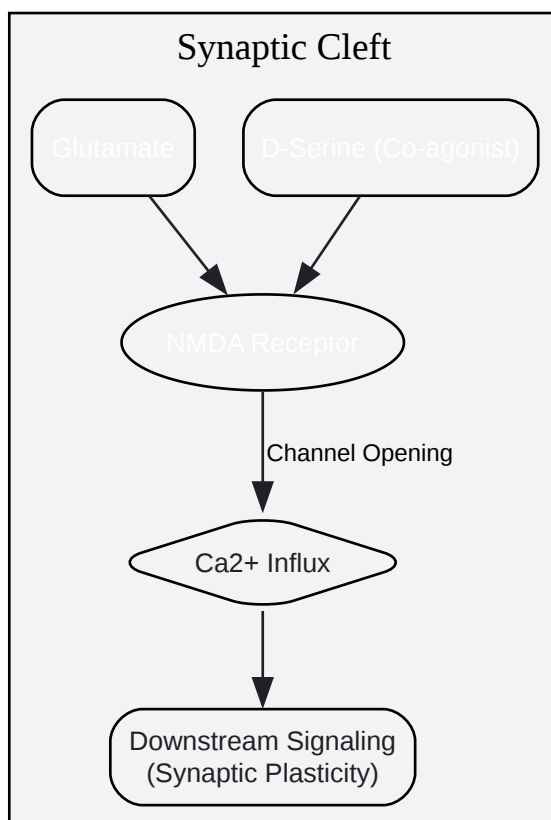 Synaptic Cleft
Glutamate
D-Serine (Co-agonist)
NMDA Receptor
Channel Opening
Ca2+ Influx
Downstream Signaling
(Synaptic Plasticity)